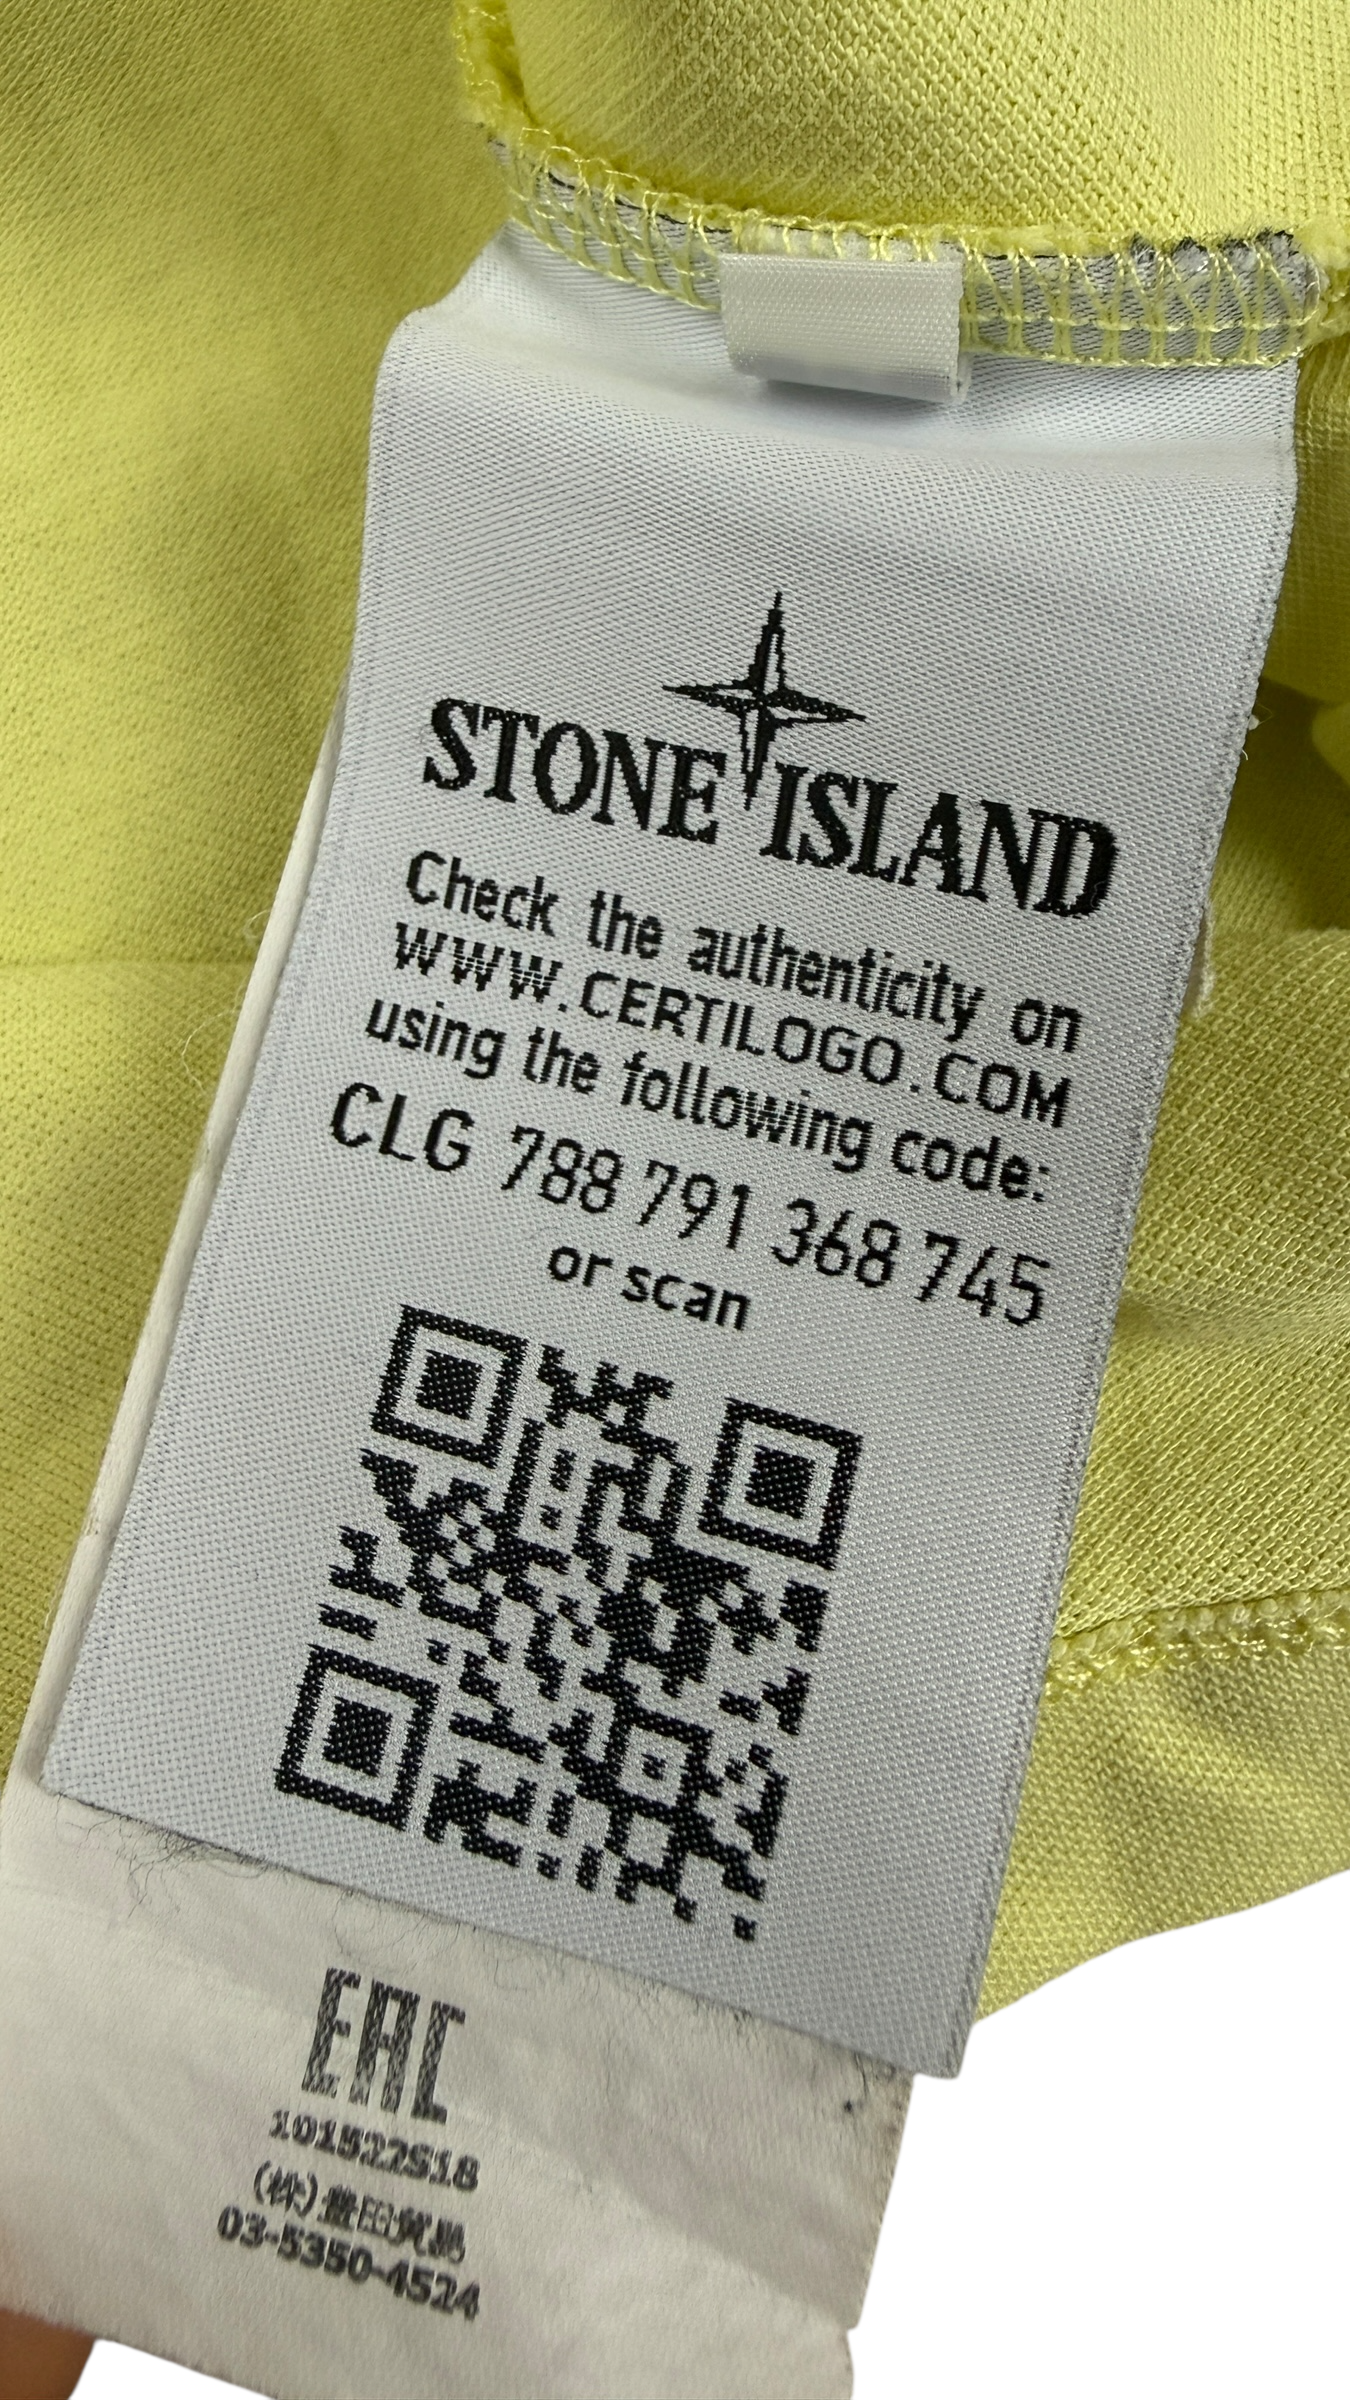 STONE ISLAND
Check the authenticity on
WWW.CERTILOGO.COM
using the following code:
CLG 788 791 368 745
or scan
EAC
101522S18
(株)豊田貿易
03-5350-4524